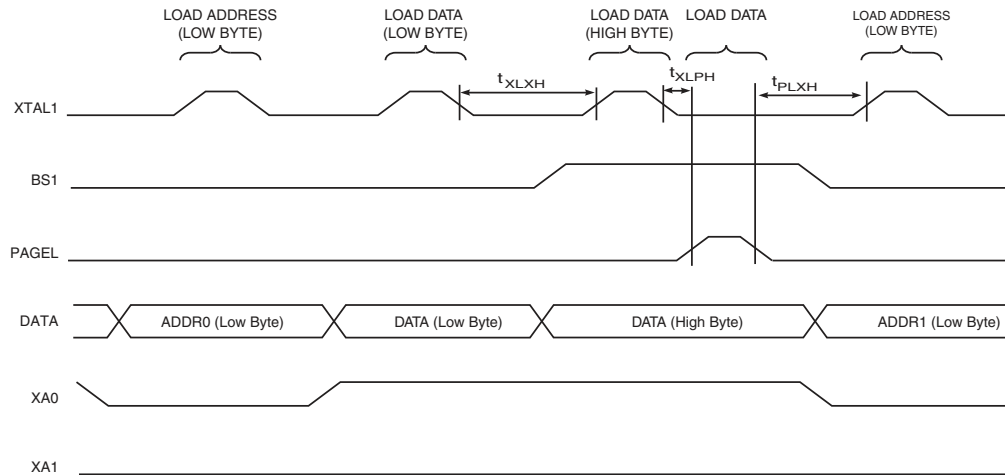 LOAD ADDRESS
(LOW BYTE)
LOAD DATA
(LOW BYTE)
LOAD DATA
(HIGH BYTE)
LOAD DATA
LOAD ADDRESS
(LOW BYTE)
tXLXH
tXLPH
tPLXH
XTAL1
BS1
PAGEL
DATA
ADDR0 (Low Byte)
DATA (Low Byte)
DATA (High Byte)
ADDR1 (Low Byte)
XA0
XA1